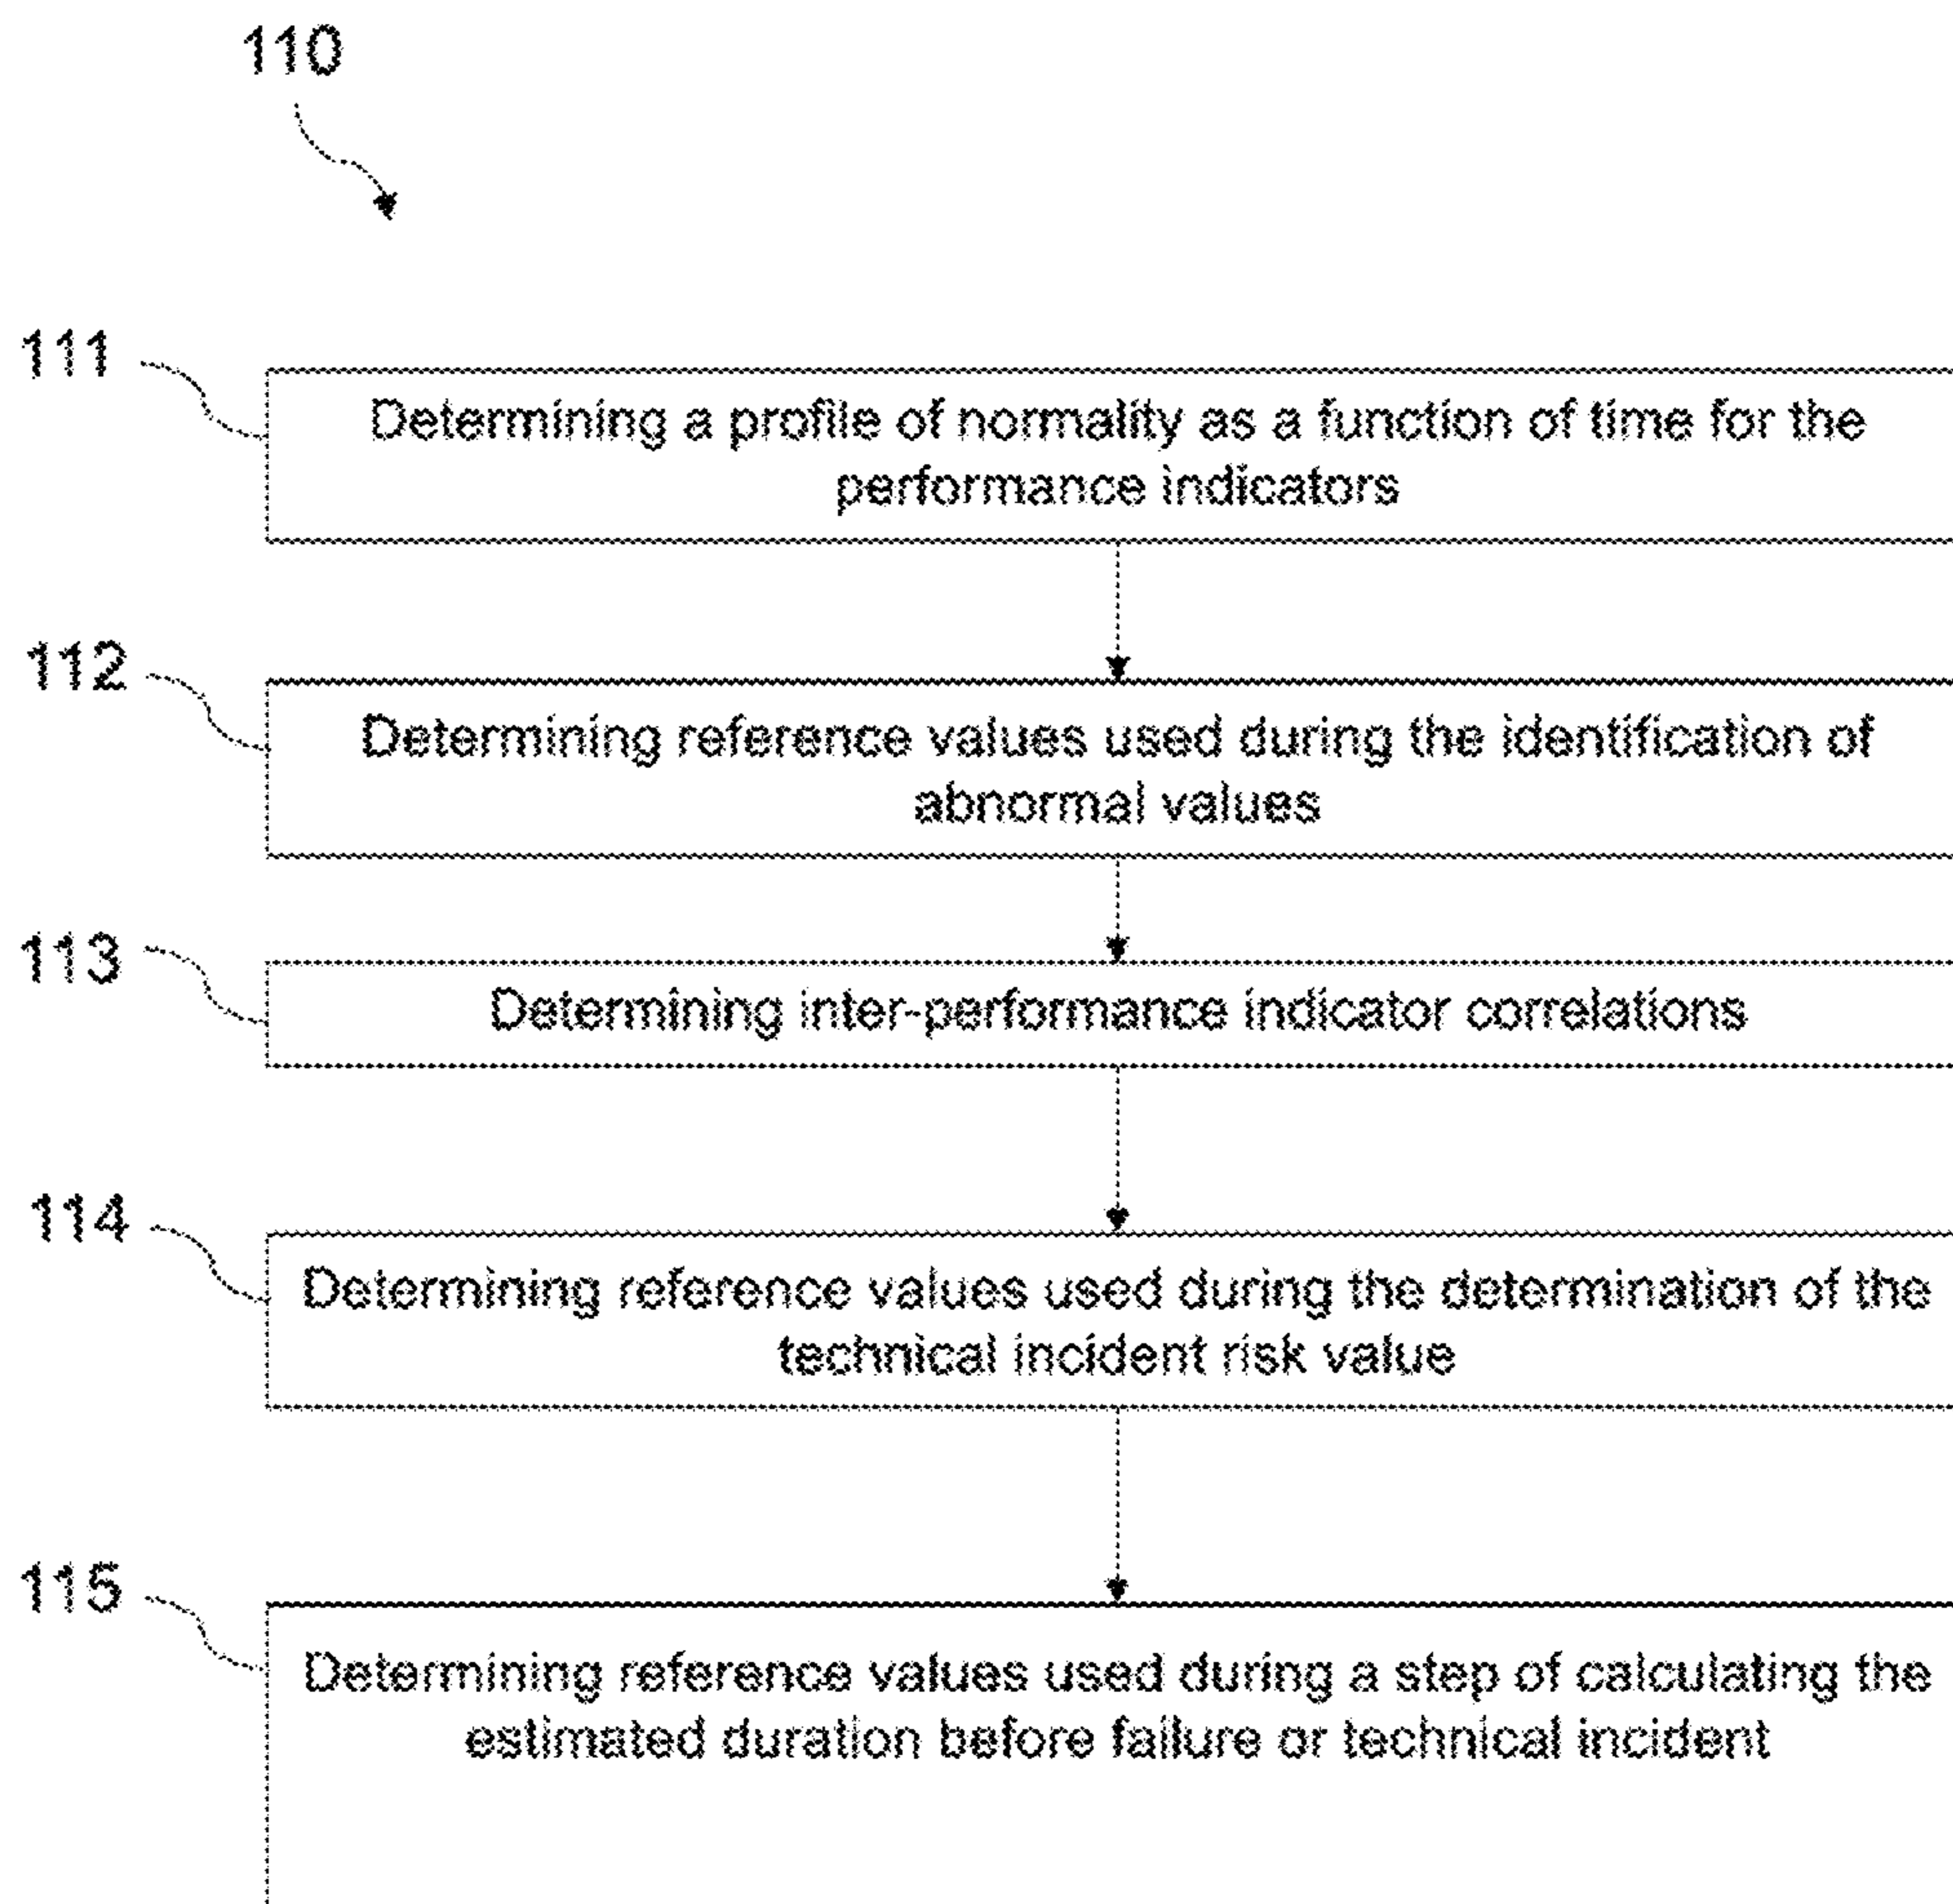 110
111
Determining a profile of normality as a function of time for the
performance indicators
112
Determining reference values used during the identification of
abnormal values
113
Determining inter-performance indicator correlations
114
Determining reference values used during the determination of the
technical incident risk value
115
Determining reference values used during a step of calculating the
estimated duration before failure or technical incident